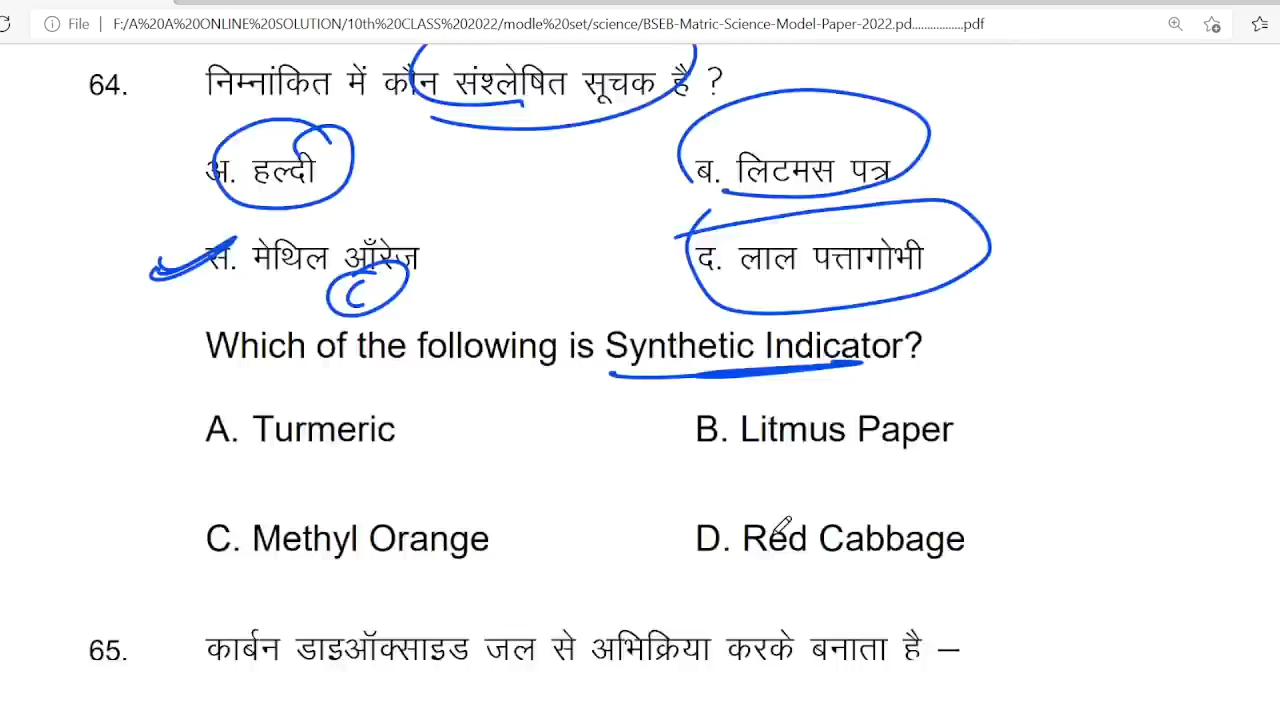 File | F:/A%20A%20ONLINE%20SOLUTION/10th%20CLASS%202022/modle%20set/science/BSEB-Matric-Science-Model-Paper-2022.pd.................pdf
64. निम्नांकित में कौन संश्लेषित सूचक है ?
अ. हल्दी ब. लिटमस पत्र
स. मेथिल ऑंरेज द. लाल पत्तागोभी
C
Which of the following is Synthetic Indicator?
A. Turmeric B. Litmus Paper
C. Methyl Orange D. Red Cabbage
65. कार्बन डाइऑक्साइड जल से अभिक्रिया करके बनाता है –